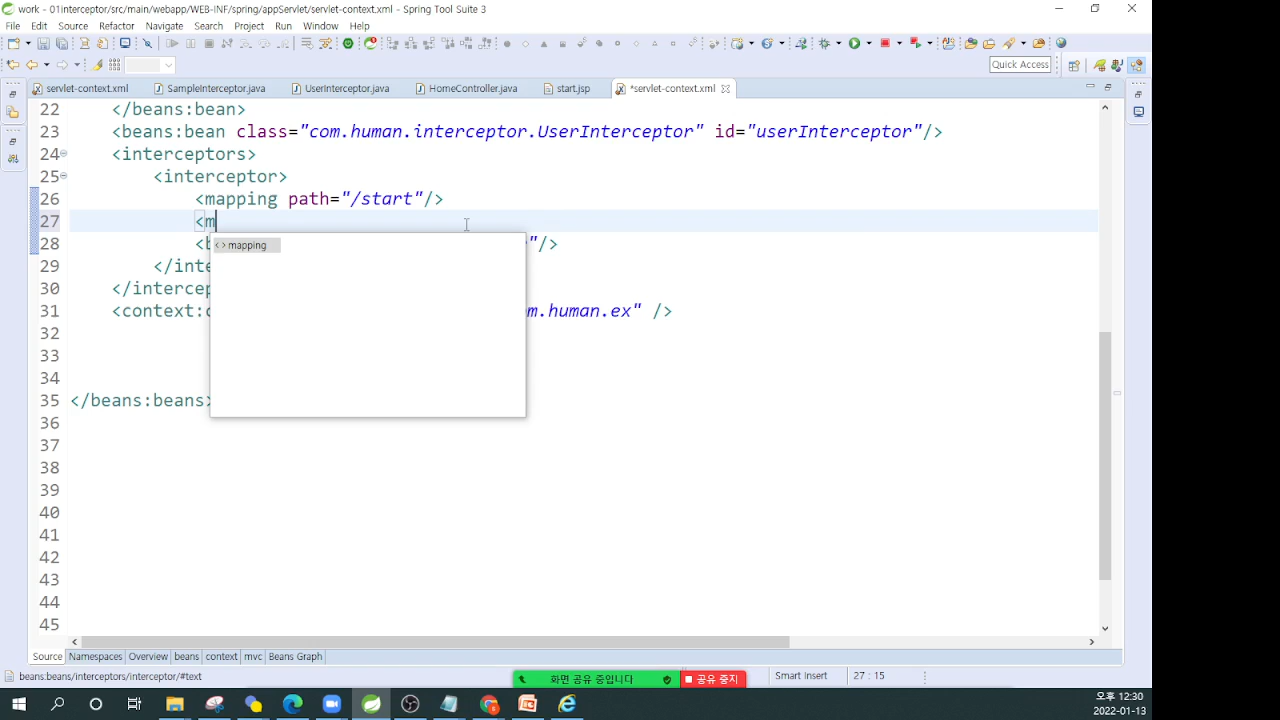 work - 01interceptor/src/main/webapp/WEB-INF/spring/appServlet/servlet-context.xml - Spring Tool Suite 3
File Edit Source Refactor Navigate Search Project Run Window Help
Quick Access
servlet-context.xml SampleInterceptor.java UserInterceptor.java HomeController.java start.jsp *servlet-context.xml
22 </beans:bean>
23 <beans:bean class="com.human.interceptor.UserInterceptor" id="userInterceptor"/>
24 <interceptors>
25 <interceptor>
26 <mapping path="/start"/>
27 <m
28 <b "/>
<> mapping
29 </inte
30 </intercep
31 <context:c m.human.ex" />
32
33
34
35 </beans:beans>
36
37
38
39
40
41
42
43
44
45
Source Namespaces Overview beans context mvc Beans Graph
beans:beans/interceptors/interceptor/#text
화면 공유 중입니다 공유 중지
Smart Insert 27 : 15
오후 12:30
2022-01-13